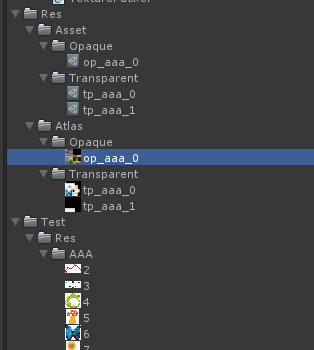 TexturePacker
Res
Asset
Opaque
op_aaa_0
Transparent
tp_aaa_0
tp_aaa_1
Atlas
Opaque
op_aaa_0
Transparent
tp_aaa_0
tp_aaa_1
Test
Res
AAA
2
3
4
5
6
7